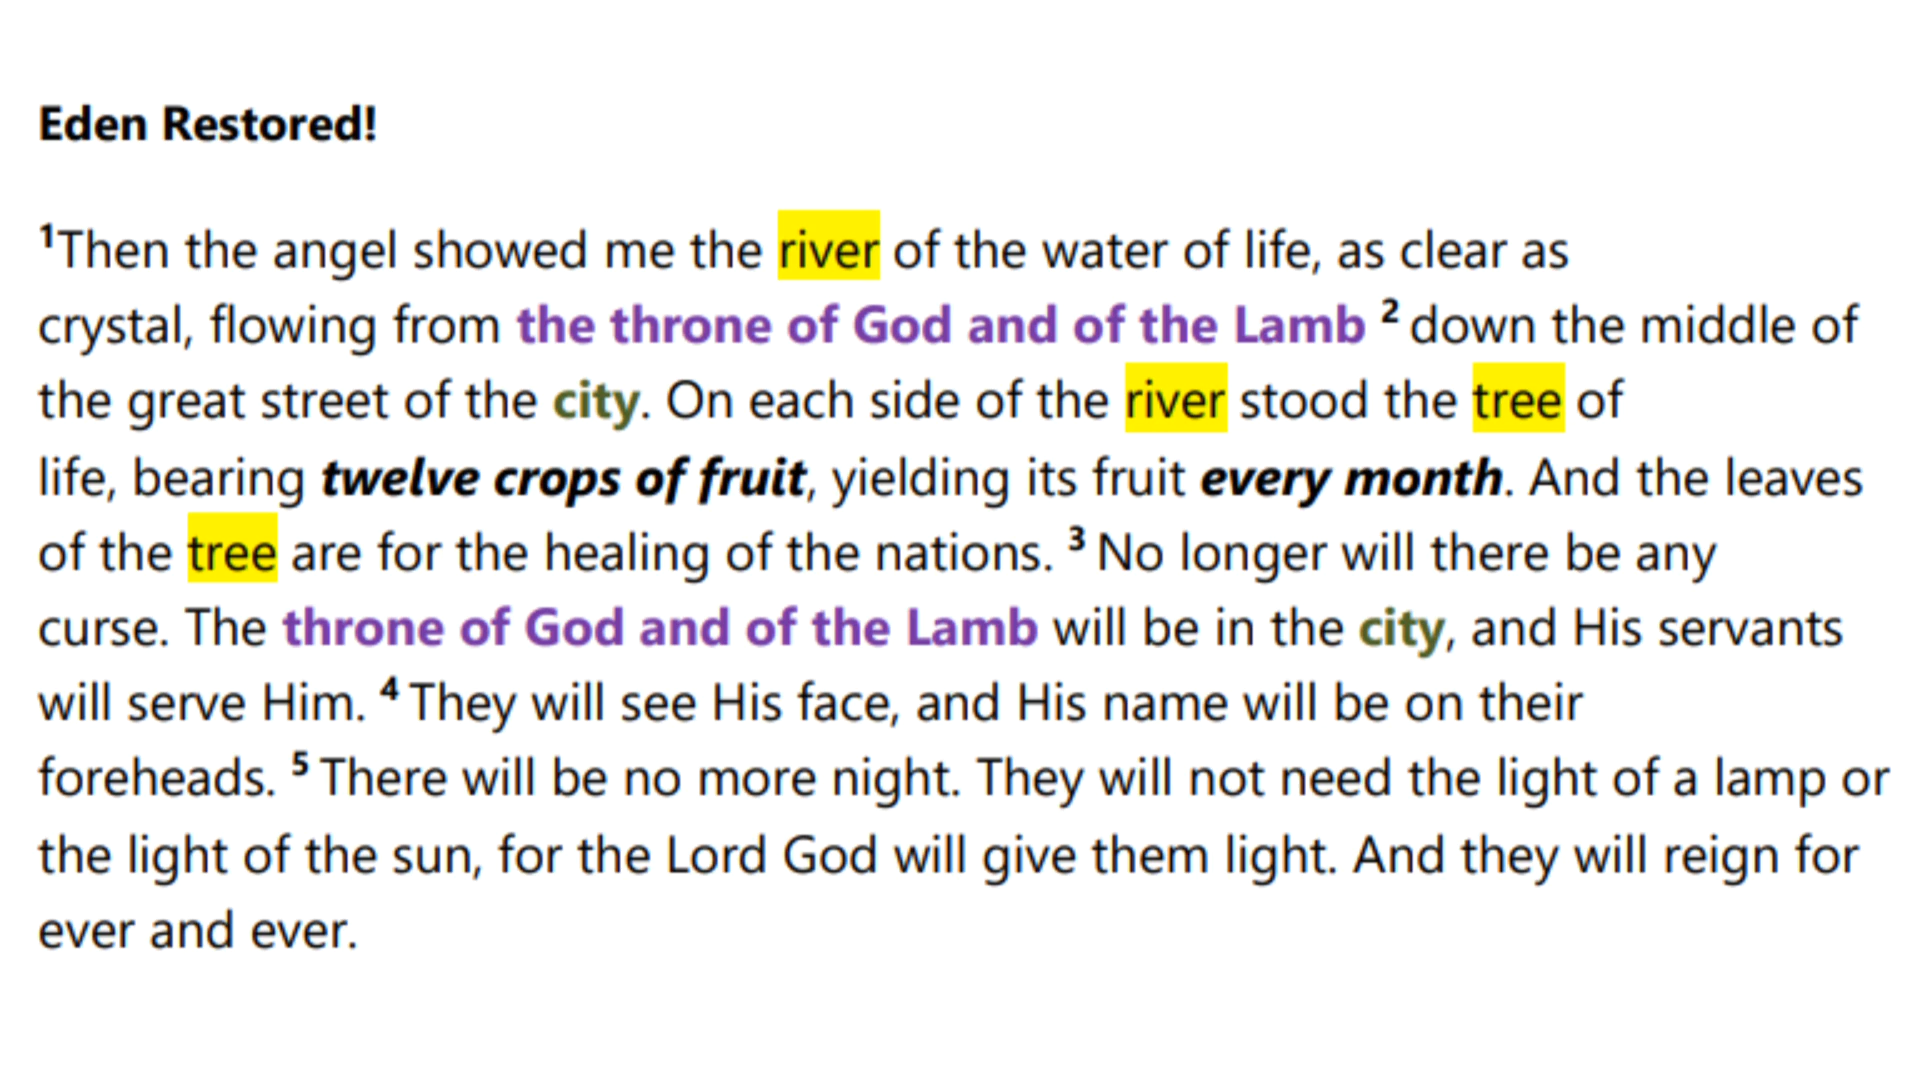 Eden Restored!
1Then the angel showed me the river of the water of life, as clear as
crystal, flowing from the throne of God and of the Lamb 2 down the middle of
the great street of the city. On each side of the river stood the tree of
life, bearing twelve crops of fruit, yielding its fruit every month. And the leaves
of the tree are for the healing of the nations. 3 No longer will there be any
curse. The throne of God and of the Lamb will be in the city, and His servants
will serve Him. 4 They will see His face, and His name will be on their
foreheads. 5 There will be no more night. They will not need the light of a lamp or
the light of the sun, for the Lord God will give them light. And they will reign for
ever and ever.